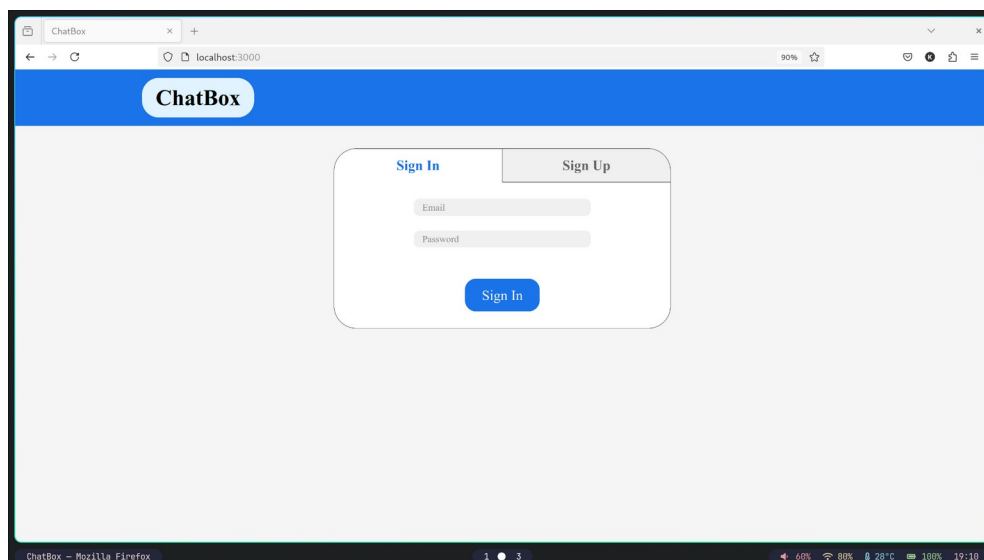 ChatBox
localhost:3000
90%
ChatBox
Sign In
Sign Up
Email
Password
Sign In
ChatBox — Mozilla Firefox
1 3
60% 80% 28°C 100% 19:10